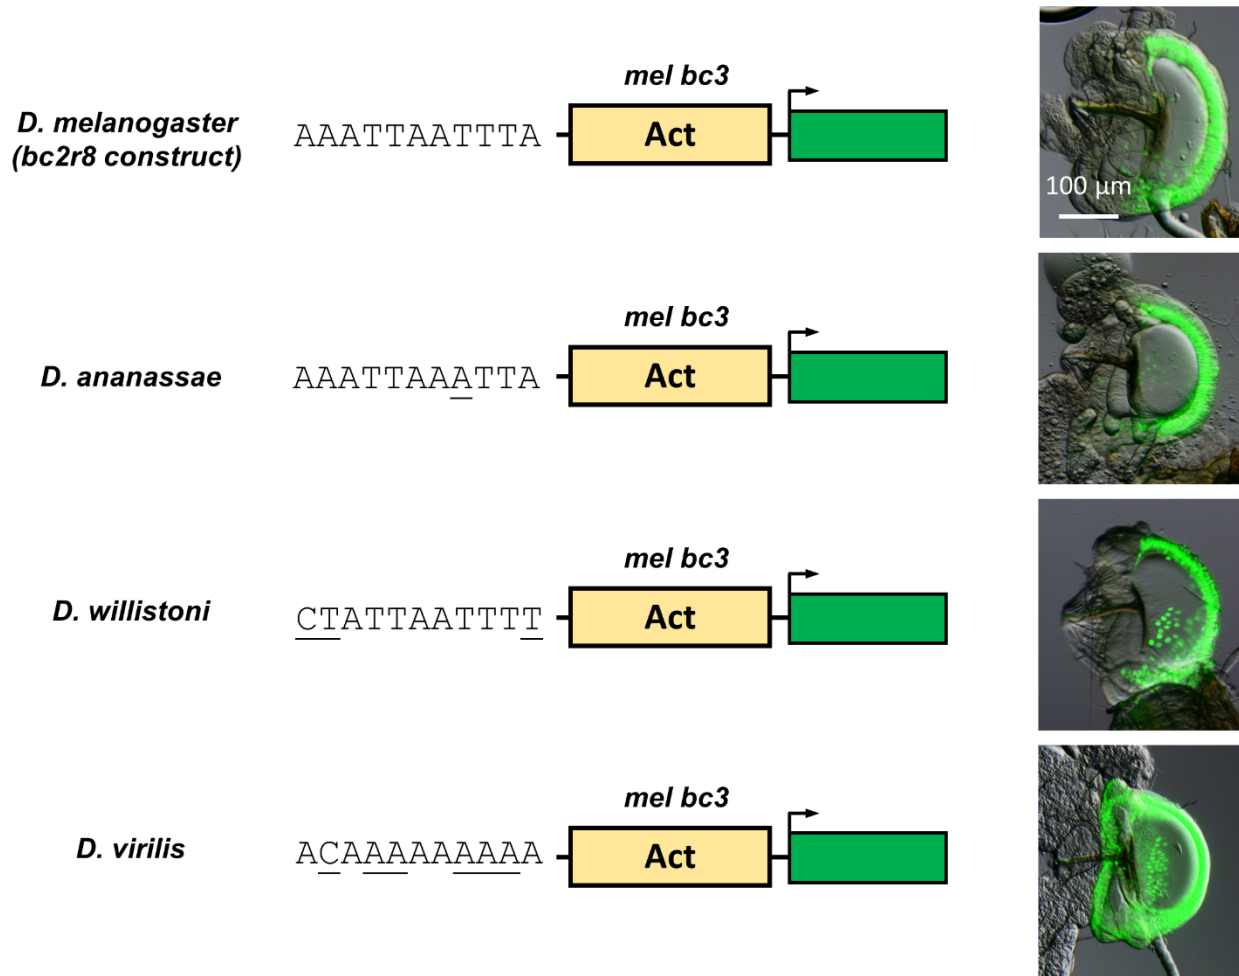 mel bc3
D. melanogaster
(bc2r8 construct)
AAATTAATTTA
Act
100 µm
mel bc3
D. ananassae
AAATTAAATTA
Act
mel bc3
D. willistoni
CTATTAATTTT
Act
mel bc3
D. virilis
ACAAAAAAAAA
Act